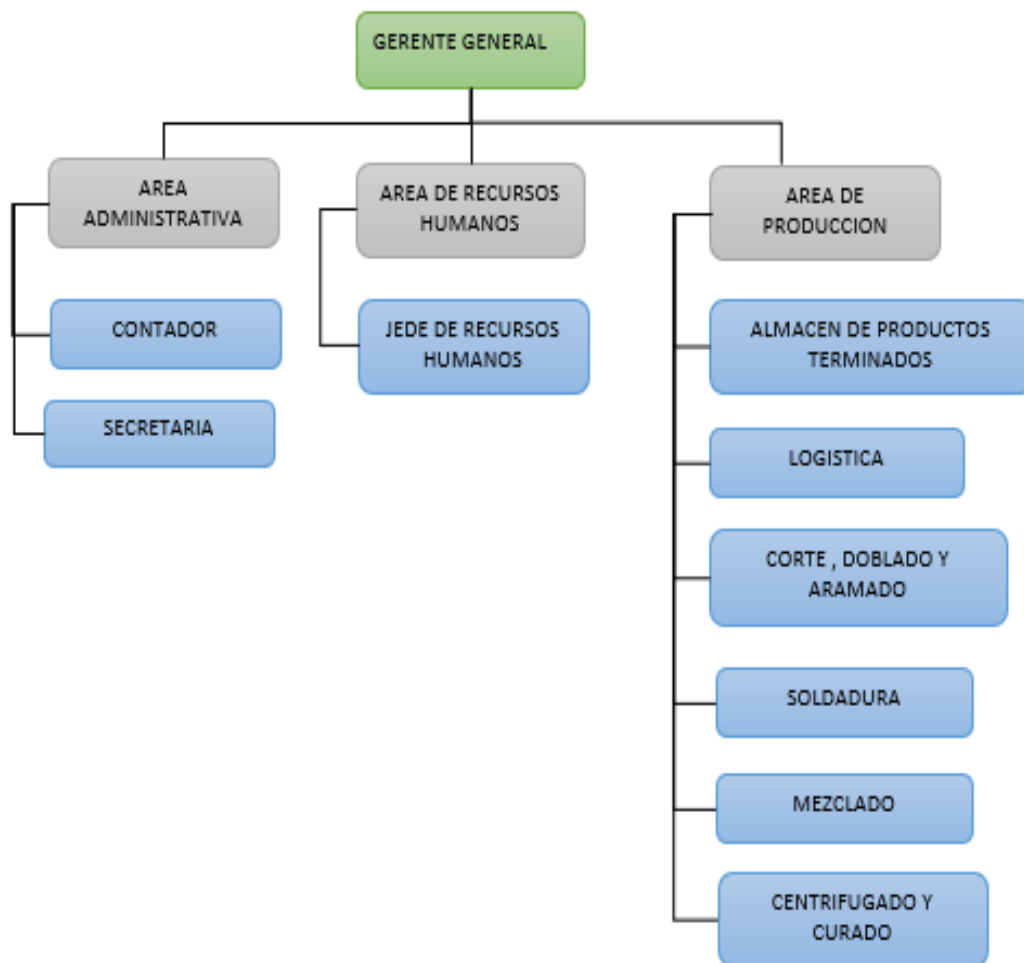 GERENTE GENERAL
AREA
ADMINISTRATIVA
CONTADOR
SECRETARIA
AREA DE RECURSOS
HUMANOS
JEDE DE RECURSOS
HUMANOS
AREA DE
PRODUCCION
ALMACEN DE PRODUCTOS
TERMINADOS
LOGISTICA
CORTE , DOBLADO Y
ARAMADO
SOLDADURA
MEZCLADO
CENTRIFUGADO Y
CURADO